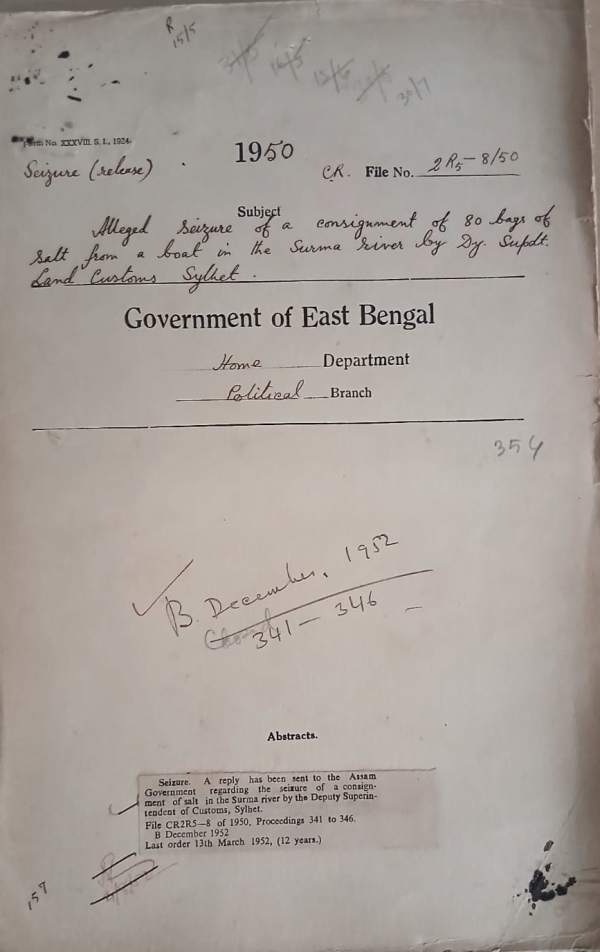 R
15/5
30/7
Form No. XXXVIII. S. I., 1924.
1950
Seizure (release)
CR. File No. 2R5-8/50
Subject
Alleged seizure of a consignment of 80 bags of
salt from a boat in the Surma river by Dy. Supdt.
Land Customs Sylhet.
Government of East Bengal
Home Department
Political Branch
354
B. December, 1952
341 - 346
Abstracts.
Seizure. A reply has been sent to the Assam
Government regarding the seizure of a consign-
ment of salt in the Surma river by the Deputy Superin-
tendent of Customs, Sylhet.
File CR2R5—8 of 1950, Proceedings 341 to 346.
B December 1952
Last order 13th March 1952, (12 years.)
157